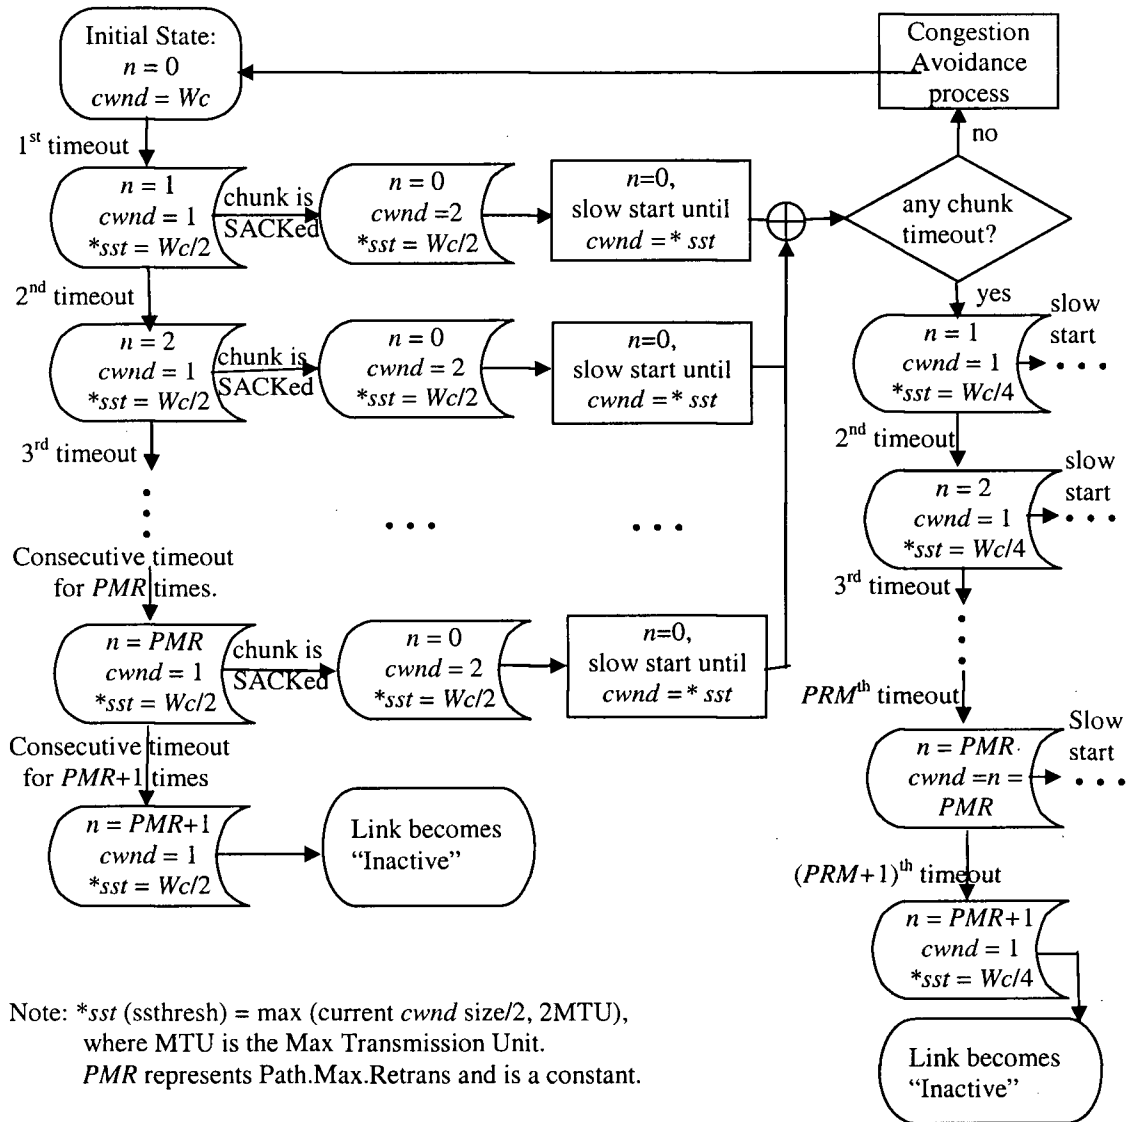 Initial State:
n = 0
cwnd = Wc
Congestion
Avoidance
process
1st timeout
no
n = 1
cwnd = 1
*sst = Wc/2
chunk is
SACKed
n = 0
cwnd =2
*sst = Wc/2
n=0,
slow start until
cwnd =* sst
any chunk
timeout?
2nd timeout
yes
slow
start
n = 2
cwnd = 1
*sst = Wc/2
chunk is
SACKed
n = 0
cwnd = 2
*sst = Wc/2
n=0,
slow start until
cwnd =* sst
n = 1
cwnd = 1
*sst = Wc/4
3rd timeout
2nd timeout
slow
start
n = 2
cwnd = 1
*sst = Wc/4
Consecutive timeout
for PMR times.
3rd timeout
n = PMR
cwnd = 1
*sst = Wc/2
chunk is
SACKed
n = 0
cwnd = 2
*sst = Wc/2
n=0,
slow start until
cwnd =* sst
PRMth timeout
Consecutive timeout
for PMR+1 times
Slow
start
n = PMR
cwnd =n =
PMR
n = PMR+1
cwnd = 1
*sst = Wc/2
Link becomes
“Inactive”
(PRM+1)th timeout
n = PMR+1
cwnd = 1
*sst = Wc/4
Note: *sst (ssthresh) = max (current cwnd size/2, 2MTU),
where MTU is the Max Transmission Unit.
PMR represents Path.Max.Retrans and is a constant.
Link becomes
“Inactive”